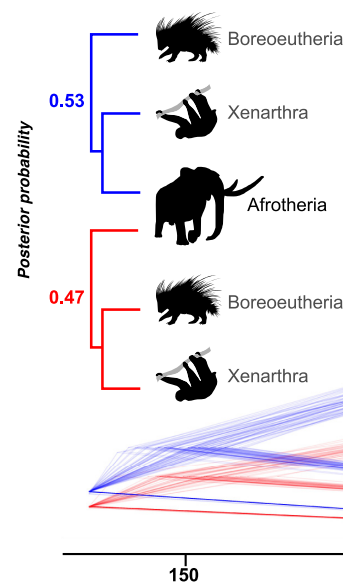 Boreoeutheria
0.53
Xenarthra
Posterior probability
Afrotheria
0.47
Boreoeutheria
Xenarthra
150